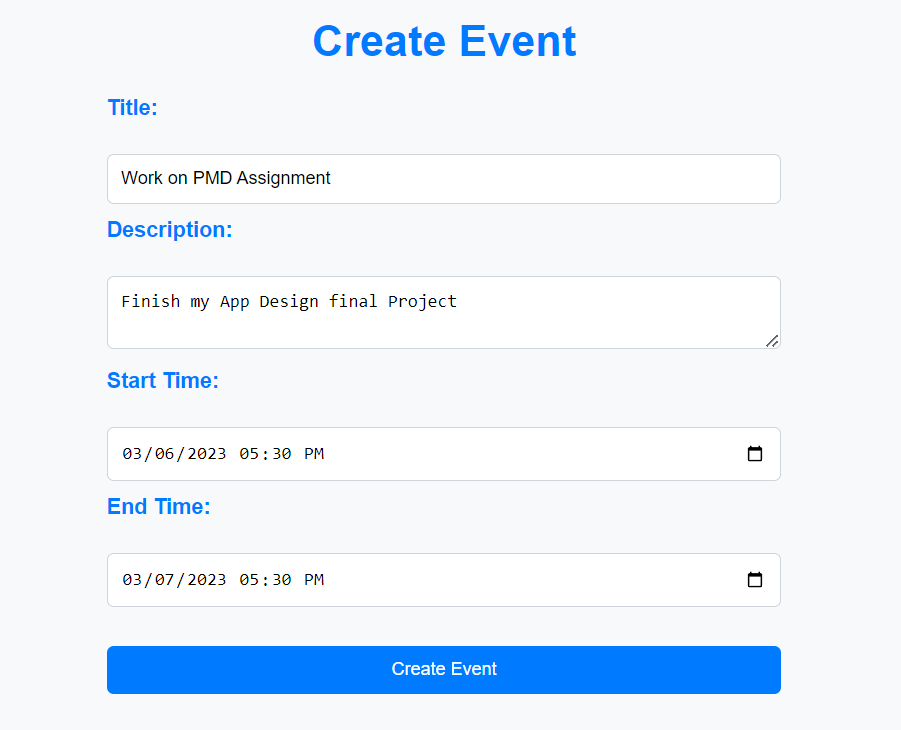 Create Event
Title:
Work on PMD Assignment
Description:
Finish my App Design final Project
Start Time:
03/06/2023 05:30 PM
End Time:
03/07/2023 05:30 PM
Create Event